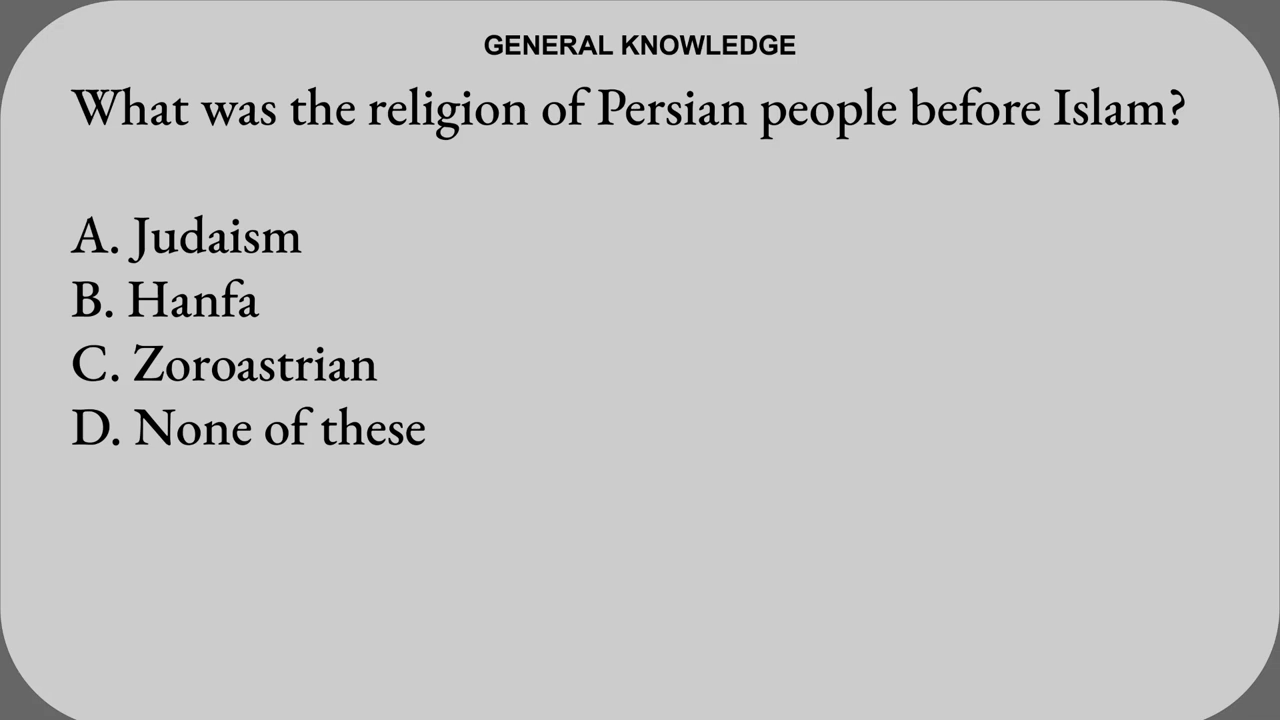 GENERAL KNOWLEDGE
What was the religion of Persian people before Islam?
A. Judaism
B. Hanfa
C. Zoroastrian
D. None of these